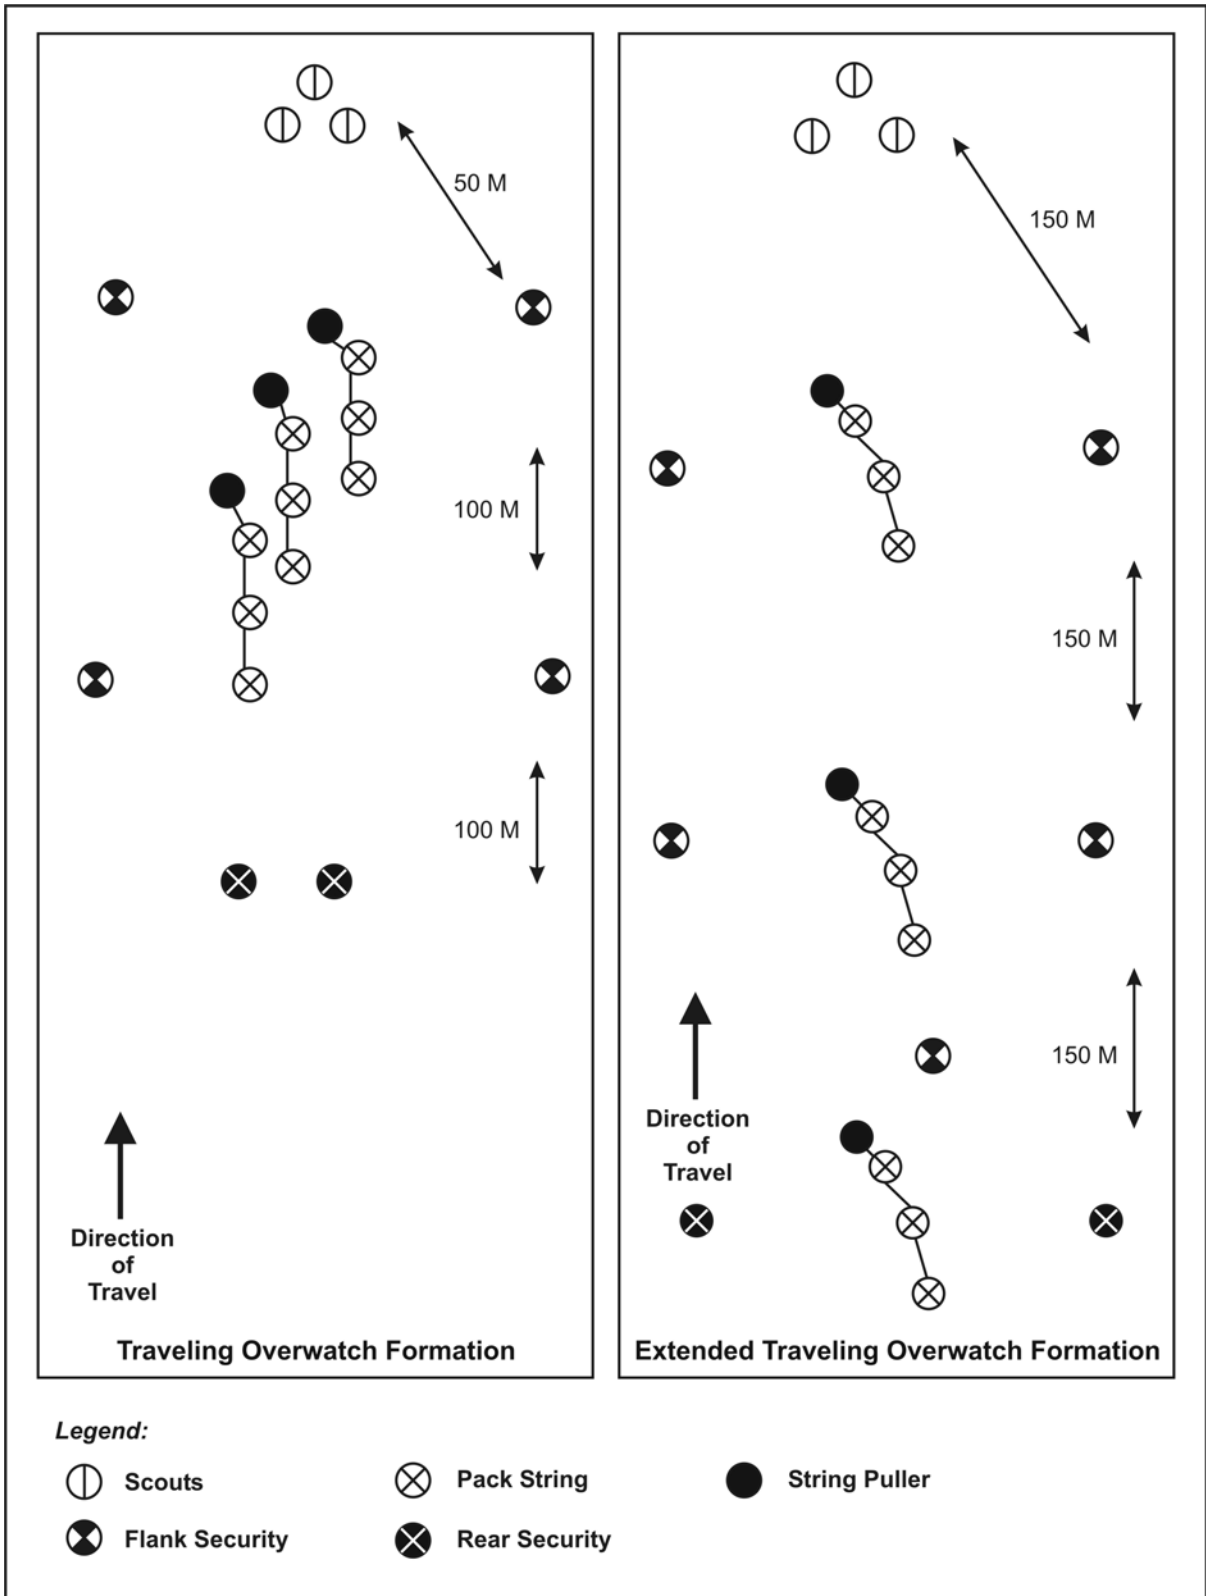 50 M
100 M
100 M
Direction
of
Travel
Traveling Overwatch Formation
150 M
150 M
150 M
Direction
of
Travel
Extended Traveling Overwatch Formation
Legend:
Scouts
Pack String
String Puller
Flank Security
Rear Security